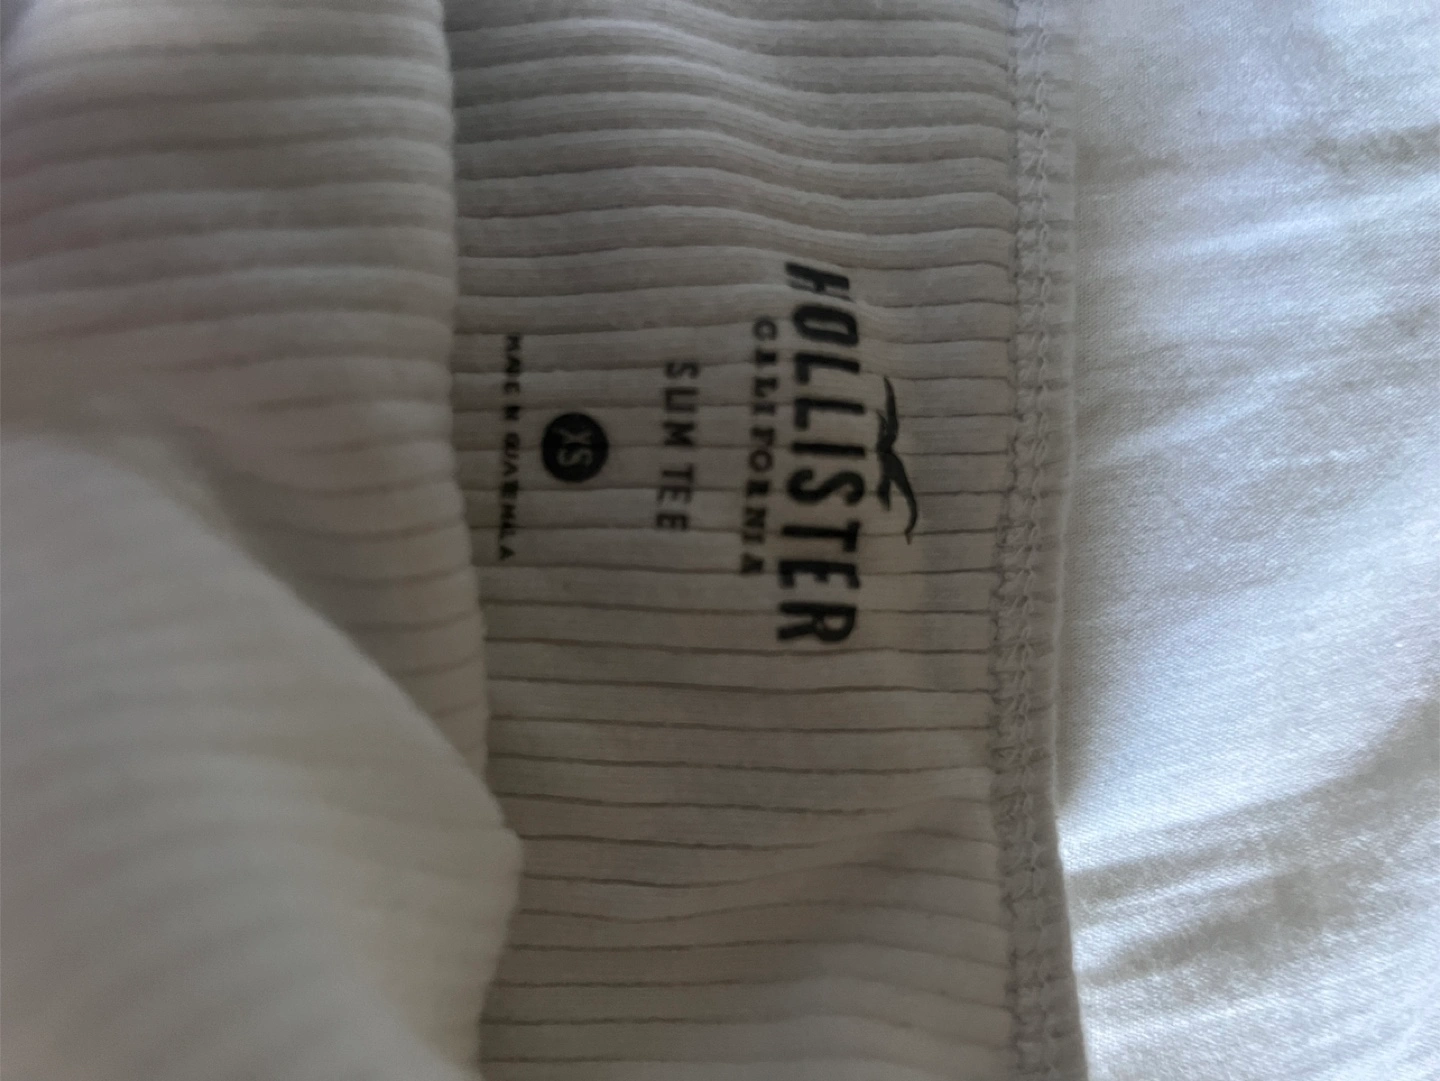 HOLLISTER
CALIFORNIA
SLIM TEE
XS
MADE IN GUATEMALA